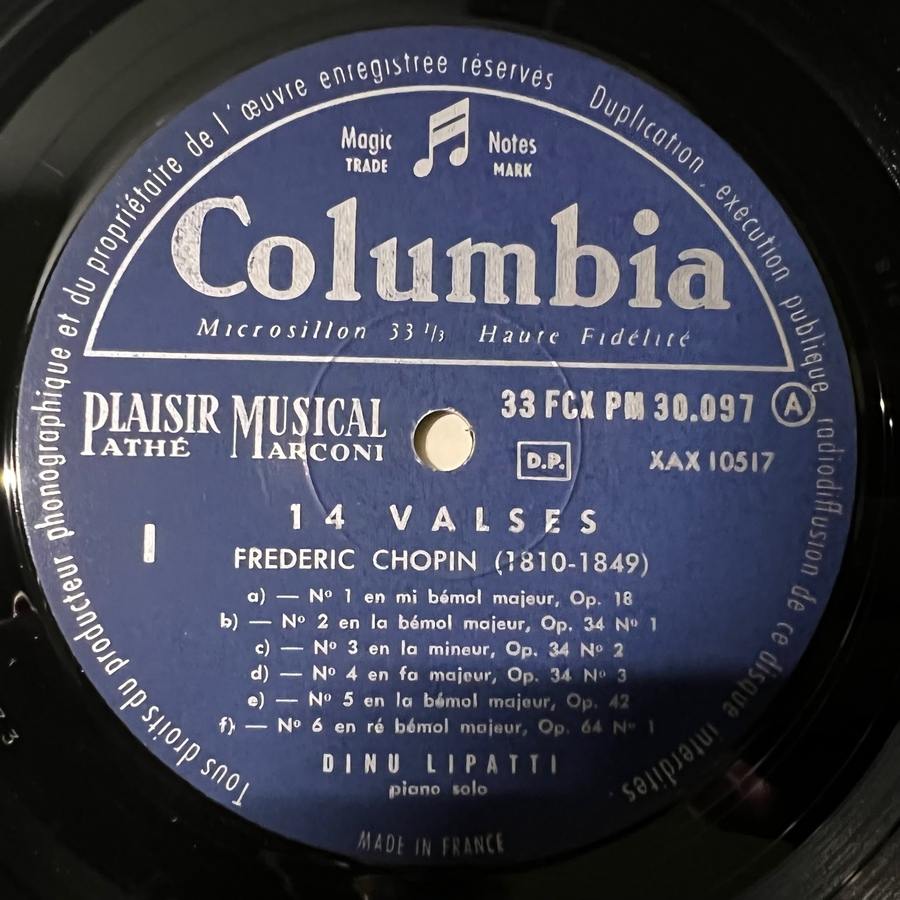 Tous droits du producteur phonographique et du propriétaire de l'œuvre enregistrée réservés Duplication, exécution publique, radiodiffusion de ce disque interdites.
Magic Notes
TRADE MARK
Columbia
Microsillon 33 1/3 Haute Fidélité
PLAISIR MUSICAL
PATHÉ MARCONI
33 FCX PM 30.097 A
D.P. XAX 10517
14 VALSES
I
FREDERIC CHOPIN (1810-1849)
a) — Nº 1 en mi bémol majeur, Op. 18
b) — Nº 2 en la bémol majeur, Op. 34 Nº 1
c) — Nº 3 en la mineur, Op. 34 Nº 2
d) — Nº 4 en fa majeur, Op. 34 Nº 3
e) — Nº 5 en la bémol majeur, Op. 42
f) — Nº 6 en ré bémol majeur, Op. 64 Nº 1
DINU LIPATTI
piano solo
MADE IN FRANCE